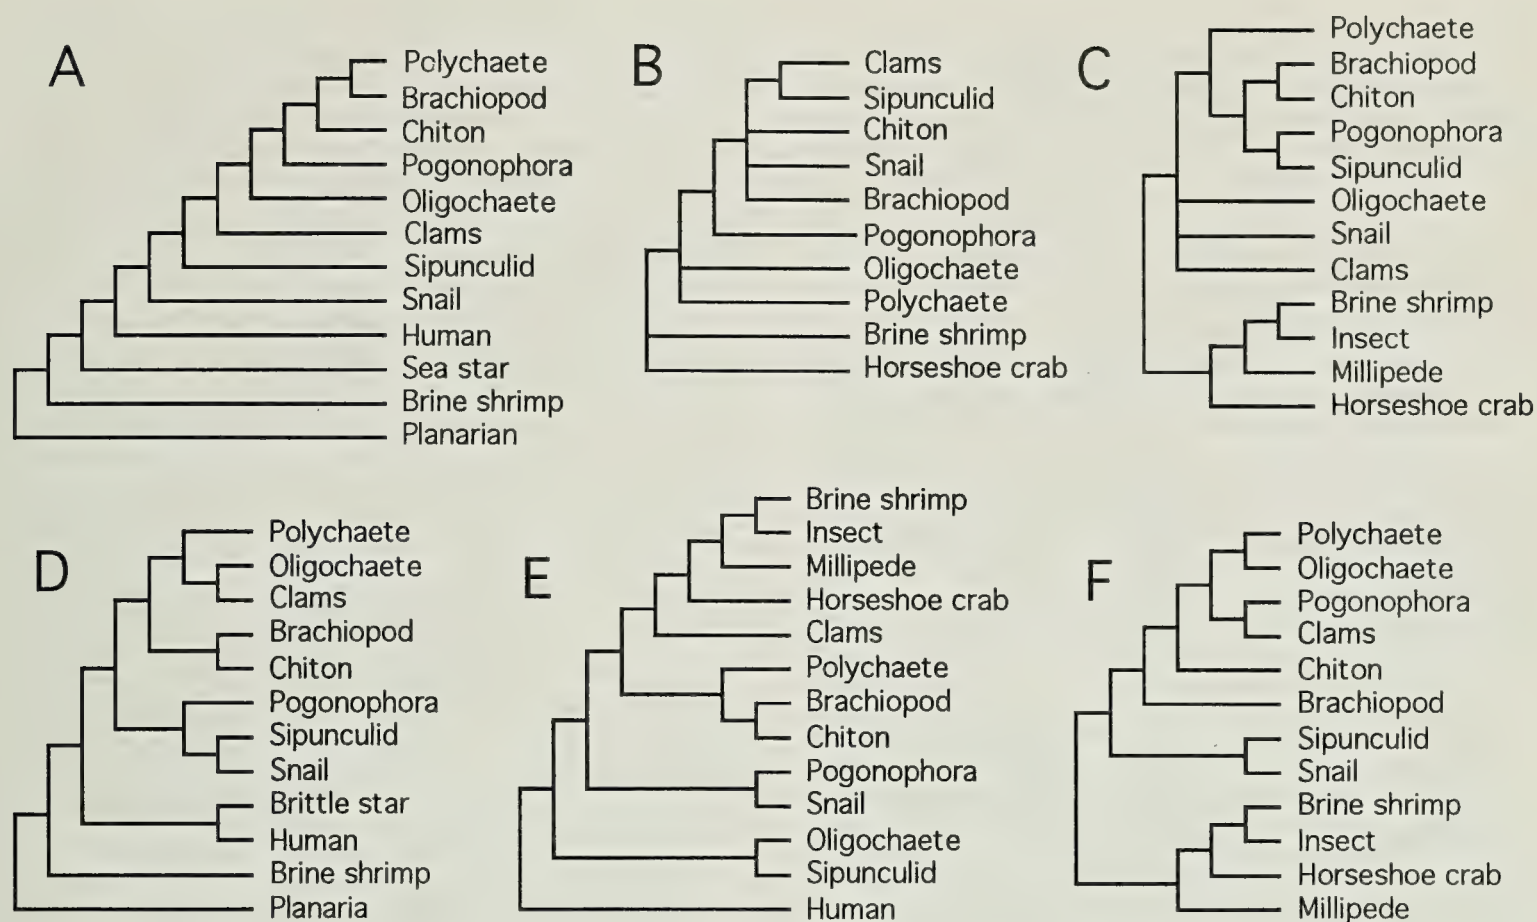 A
Polychaete
Brachiopod
Chiton
Pogonophora
Oligochaete
Clams
Sipunculid
Snail
Human
Sea star
Brine shrimp
Planarian
B
Clams
Sipunculid
Chiton
Snail
Brachiopod
Pogonophora
Oligochaete
Polychaete
Brine shrimp
Horseshoe crab
C
Polychaete
Brachiopod
Chiton
Pogonophora
Sipunculid
Oligochaete
Snail
Clams
Brine shrimp
Insect
Millipede
Horseshoe crab
D
Polychaete
Oligochaete
Clams
Brachiopod
Chiton
Pogonophora
Sipunculid
Snail
Brittle star
Human
Brine shrimp
Planaria
E
Brine shrimp
Insect
Millipede
Horseshoe crab
Clams
Polychaete
Brachiopod
Chiton
Pogonophora
Snail
Oligochaete
Sipunculid
Human
F
Polychaete
Oligochaete
Pogonophora
Clams
Chiton
Brachiopod
Sipunculid
Snail
Brine shrimp
Insect
Horseshoe crab
Millipede